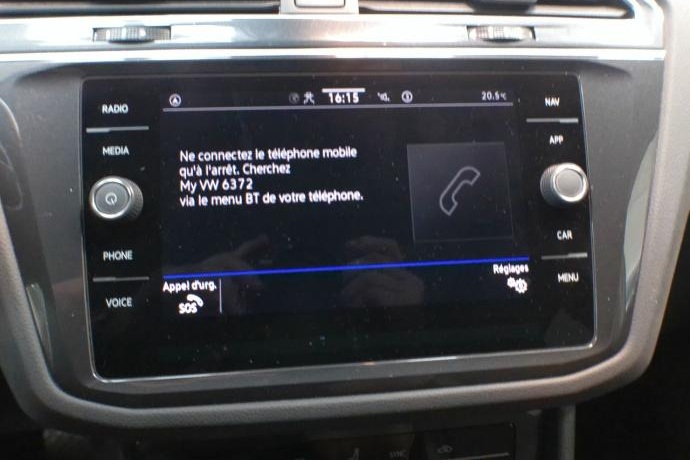 RADIO
MEDIA
PHONE
VOICE
16:15
20.5°C
Ne connectez le téléphone mobile
qu'à l'arrêt. Cherchez
My VW 6372
via le menu BT de votre téléphone.
Appel d'urg.
SOS
Réglages
NAV
APP
CAR
MENU
SYNC